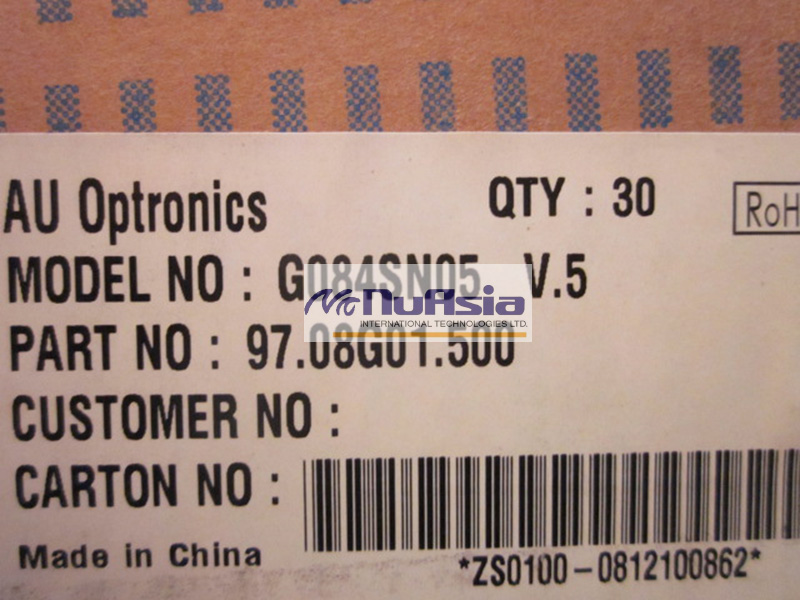 AU Optronics QTY : 30 RoH
MODEL NO : G084SN05 V.5
NuAsia
INTERNATIONAL TECHNOLOGIES LTD.
PART NO : 97.08G01.500
CUSTOMER NO :
CARTON NO :
Made in China *ZS0100-0812100862*